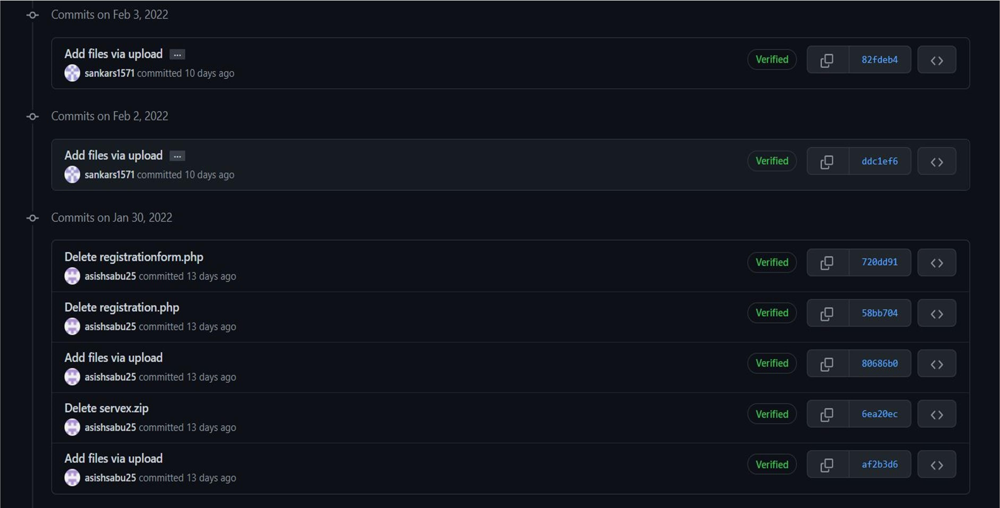 Commits on Feb 3, 2022
Add files via upload ...
Verified 82fdeb4 <>
sankars1571 committed 10 days ago
Commits on Feb 2, 2022
Add files via upload ...
Verified ddc1ef6 <>
sankars1571 committed 10 days ago
Commits on Jan 30, 2022
Delete registrationform.php
Verified 720dd91 <>
asishsabu25 committed 13 days ago
Delete registration.php
Verified 58bb704 <>
asishsabu25 committed 13 days ago
Add files via upload
Verified 80686b0 <>
asishsabu25 committed 13 days ago
Delete servex.zip
Verified 6ea20ec <>
asishsabu25 committed 13 days ago
Add files via upload
Verified af2b3d6 <>
asishsabu25 committed 13 days ago